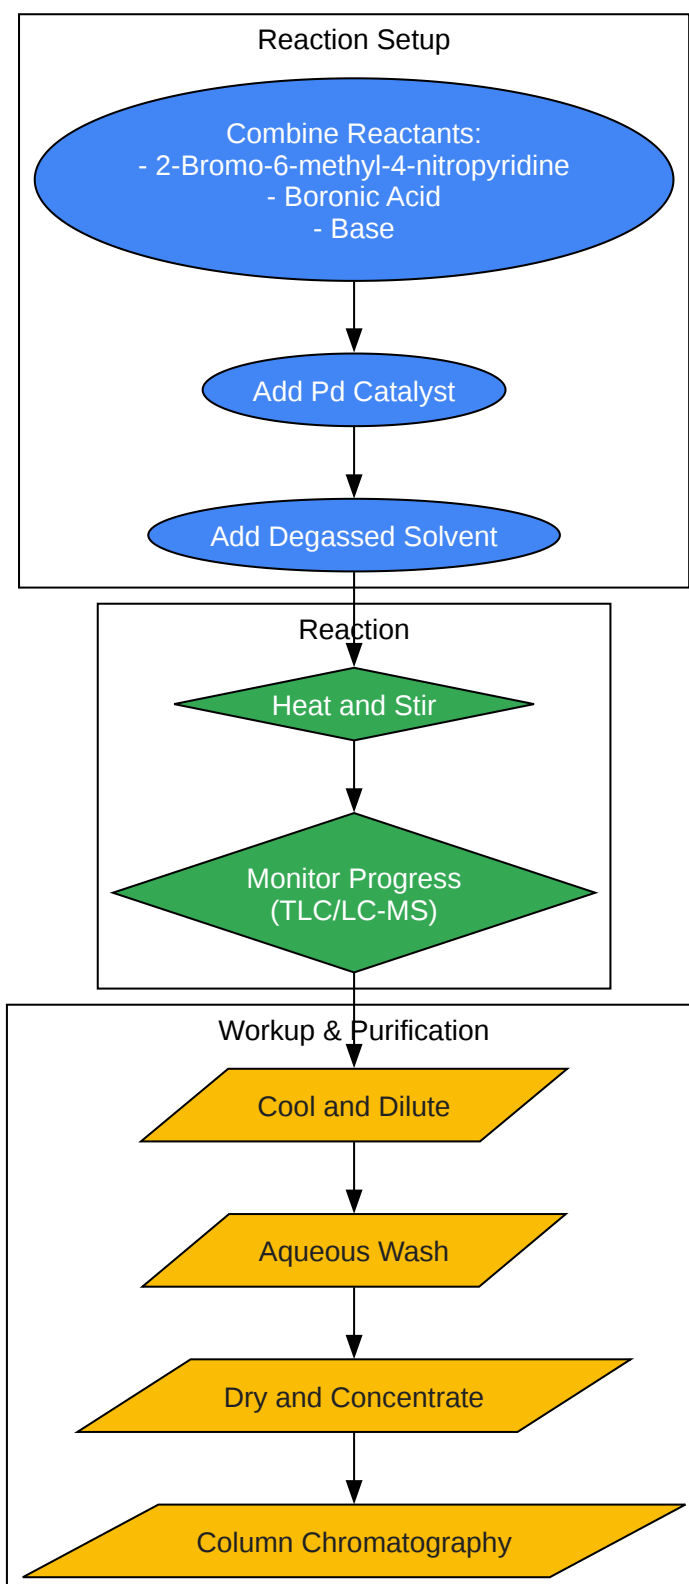 Reaction Setup
Combine Reactants:
- 2-Bromo-6-methyl-4-nitropyridine
- Boronic Acid
- Base
Add Pd Catalyst
Add Degassed Solvent
Reaction
Heat and Stir
Monitor Progress
(TLC/LC-MS)
Workup & Purification
Cool and Dilute
Aqueous Wash
Dry and Concentrate
Column Chromatography